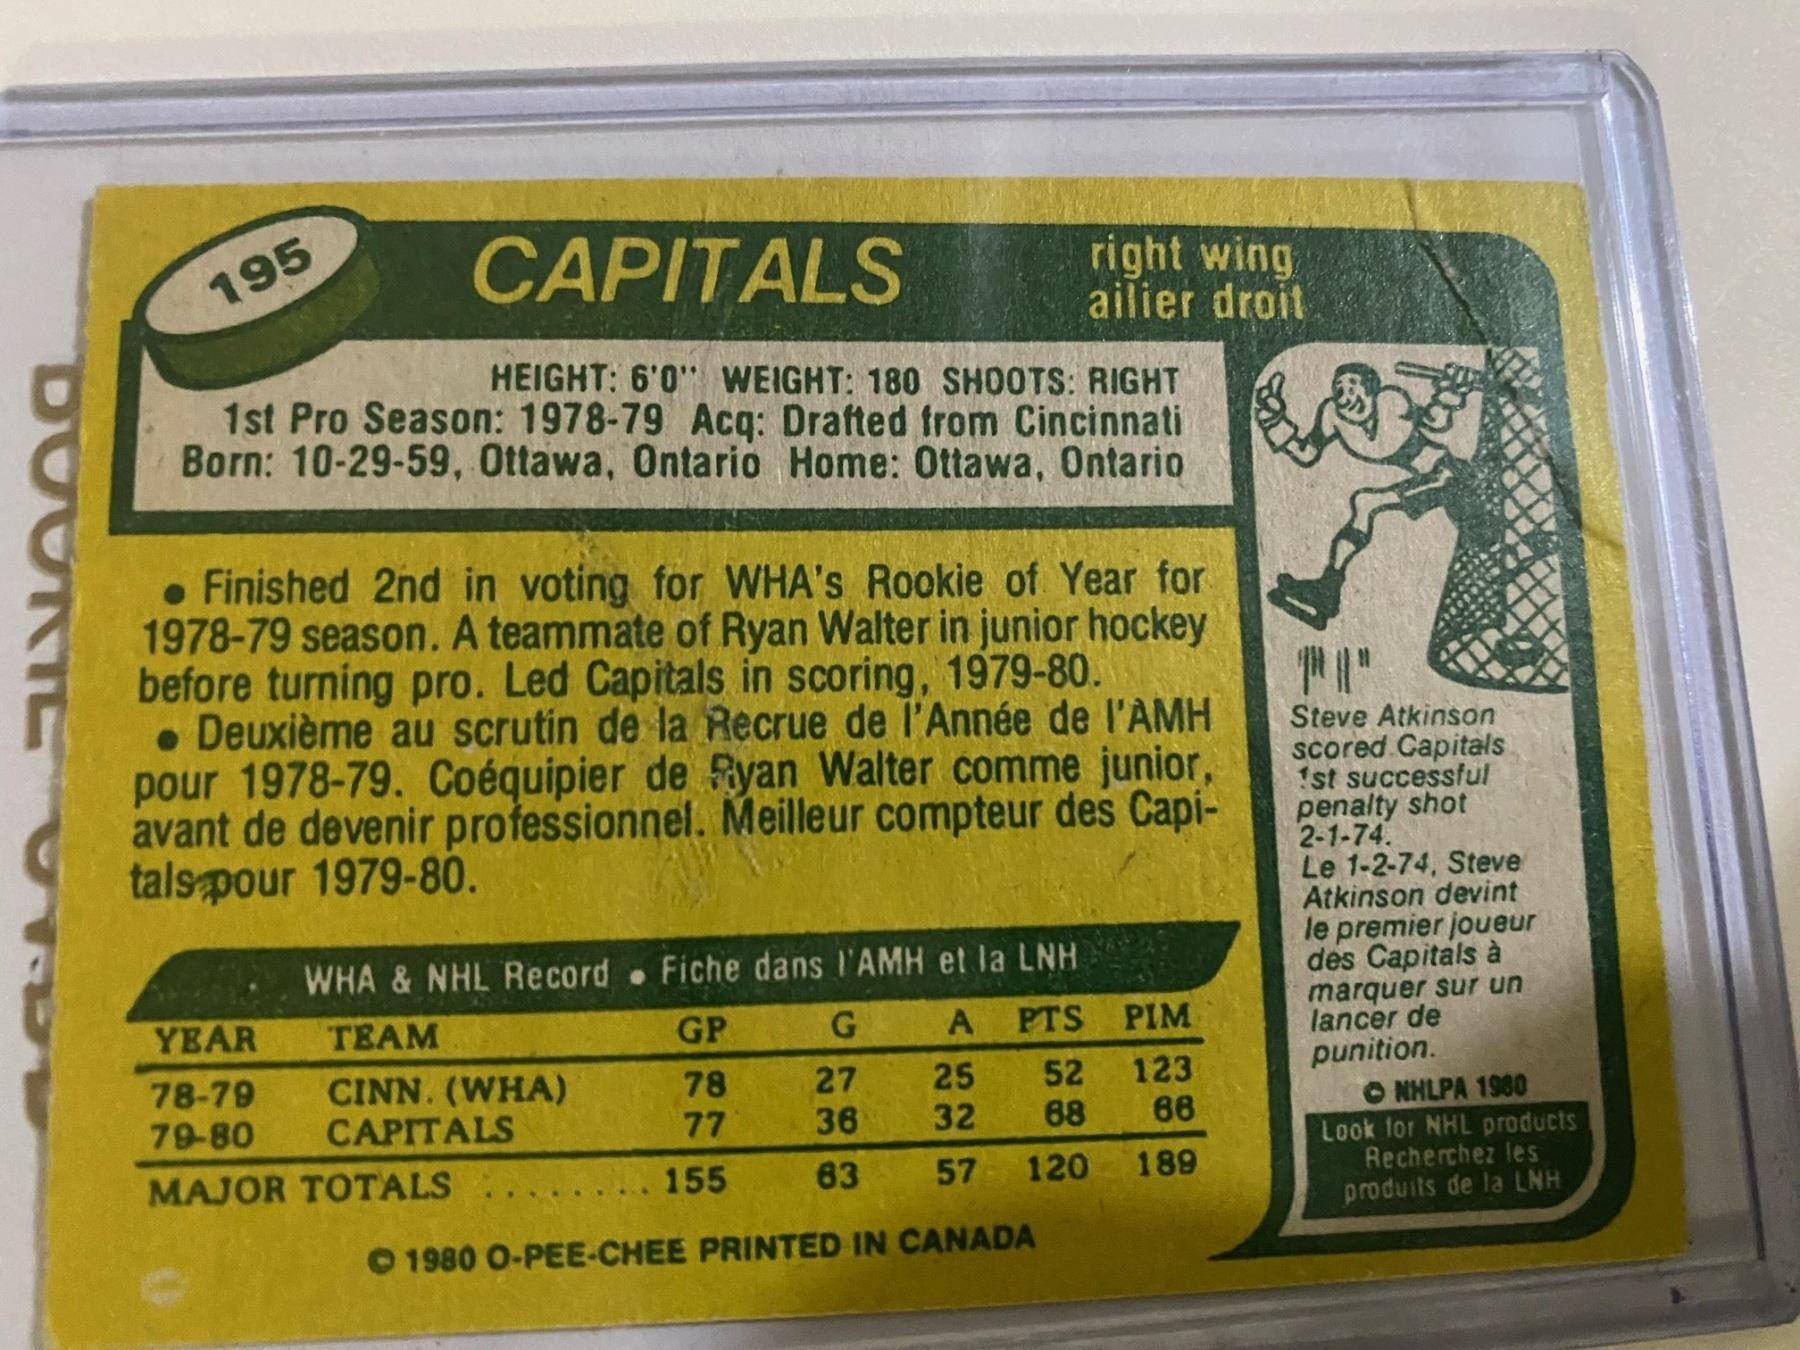 195
CAPITALS
right wing
ailier droit
HEIGHT: 6'0" WEIGHT: 180 SHOOTS: RIGHT
1st Pro Season: 1978-79 Acq: Drafted from Cincinnati
Born: 10-29-59, Ottawa, Ontario Home: Ottawa, Ontario
• Finished 2nd in voting for WHA's Rookie of Year for
1978-79 season. A teammate of Ryan Walter in junior hockey
before turning pro. Led Capitals in scoring, 1979-80.
• Deuxième au scrutin de la Recrue de l'Année de l'AMH
pour 1978-79. Coéquipier de Ryan Walter comme junior,
avant de devenir professionnel. Meilleur compteur des Capi-
tals pour 1979-80.
WHA & NHL Record • Fiche dans l'AMH et la LNH
YEAR TEAM GP G A PTS PIM
78-79 CINN. (WHA) 78 27 25 52 123
79-80 CAPITALS 77 36 32 68 66
MAJOR TOTALS ......... 155 63 57 120 189
© 1980 O-PEE-CHEE PRINTED IN CANADA
Steve Atkinson
scored Capitals
1st successful
penalty shot
2-1-74.
Le 1-2-74, Steve
Atkinson devint
le premier joueur
des Capitals à
marquer sur un
lancer de
punition.
© NHLPA 1980
Look for NHL products
Recherchez les
produits de la LNH